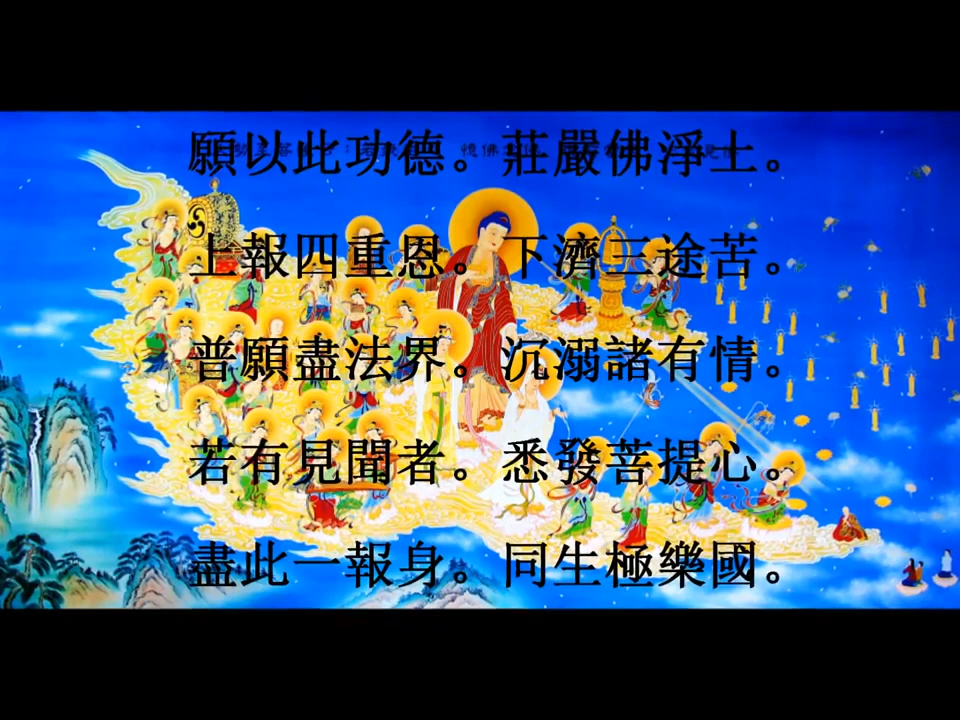 願以此功德。莊嚴佛淨土。
上報四重恩。下濟三途苦。
普願盡法界。沉溺諸有情。
若有見聞者。悉發菩提心。
盡此一報身。同生極樂國。